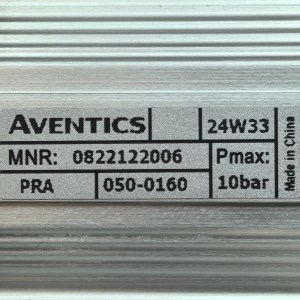 AVENTICS 24W33
MNR: 0822122006 Pmax:
PRA 050-0160 10bar
Made in China